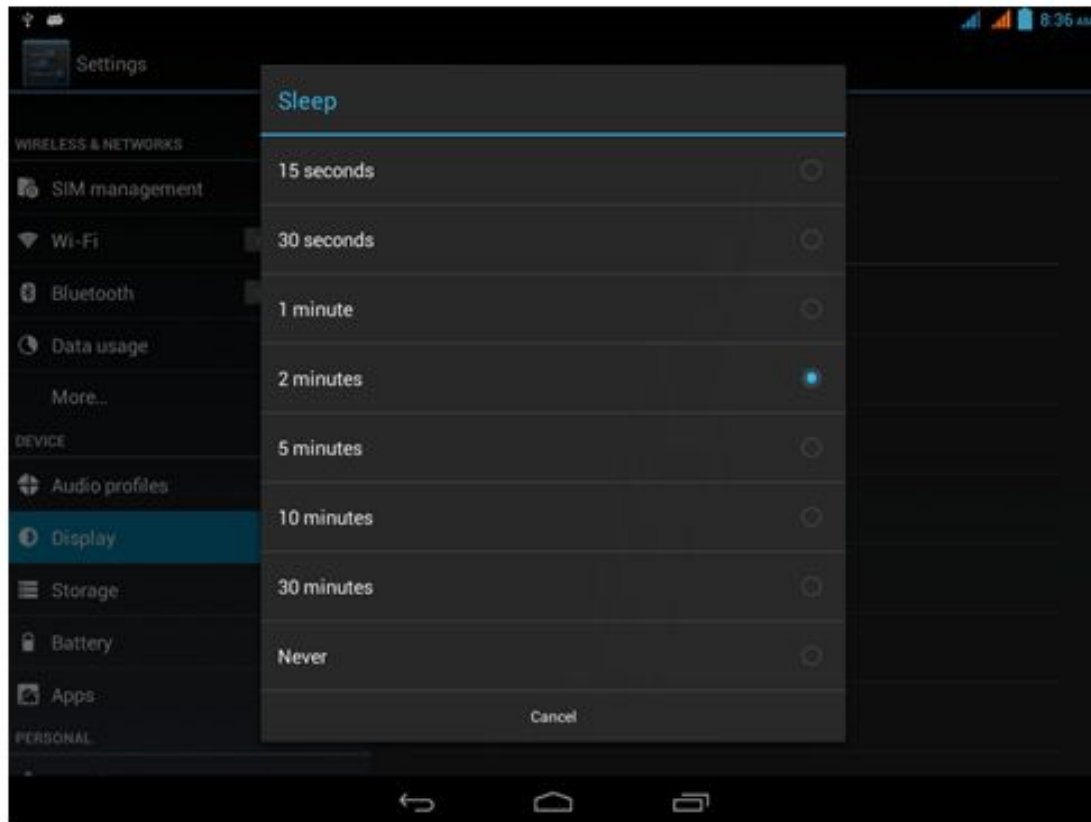 8:36 AM
Settings
Sleep
WIRELESS & NETWORKS
SIM management
Wi-Fi
Bluetooth
Data usage
More...
DEVICE
Audio profiles
Display
Storage
Battery
Apps
PERSONAL
15 seconds
30 seconds
1 minute
2 minutes
5 minutes
10 minutes
30 minutes
Never
Cancel